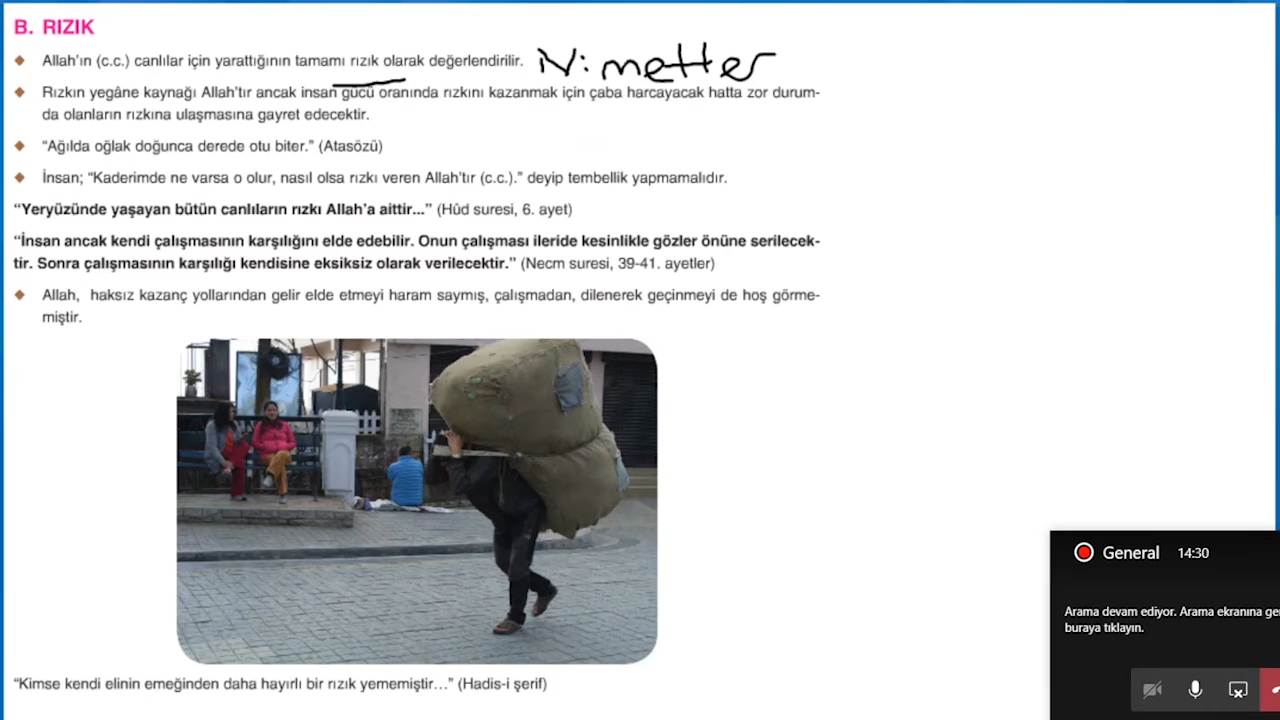 B. RIZIK
Allah’ın (c.c.) canlılar için yarattığının tamamı rızık olarak değerlendirilir. Nimetler
Rızkın yegâne kaynağı Allah’tır ancak insan gücü oranında rızkını kazanmak için çaba harcayacak hatta zor durum-
da olanların rızkına ulaşmasına gayret edecektir.
“Ağılda oğlak doğunca derede otu biter.” (Atasözü)
İnsan; “Kaderimde ne varsa o olur, nasıl olsa rızkı veren Allah’tır (c.c.).” deyip tembellik yapmamalıdır.
“Yeryüzünde yaşayan bütün canlıların rızkı Allah’a aittir...” (Hûd suresi, 6. ayet)
“İnsan ancak kendi çalışmasının karşılığını elde edebilir. Onun çalışması ileride kesinlikle gözler önüne serilecek-
tir. Sonra çalışmasının karşılığı kendisine eksiksiz olarak verilecektir.” (Necm suresi, 39-41. ayetler)
Allah, haksız kazanç yollarından gelir elde etmeyi haram saymış, çalışmadan, dilenerek geçinmeyi de hoş görme-
miştir.
“Kimse kendi elinin emeğinden daha hayırlı bir rızık yememiştir...” (Hadis-i şerif)
General 14:30
Arama devam ediyor. Arama ekranına ge
buraya tıklayın.